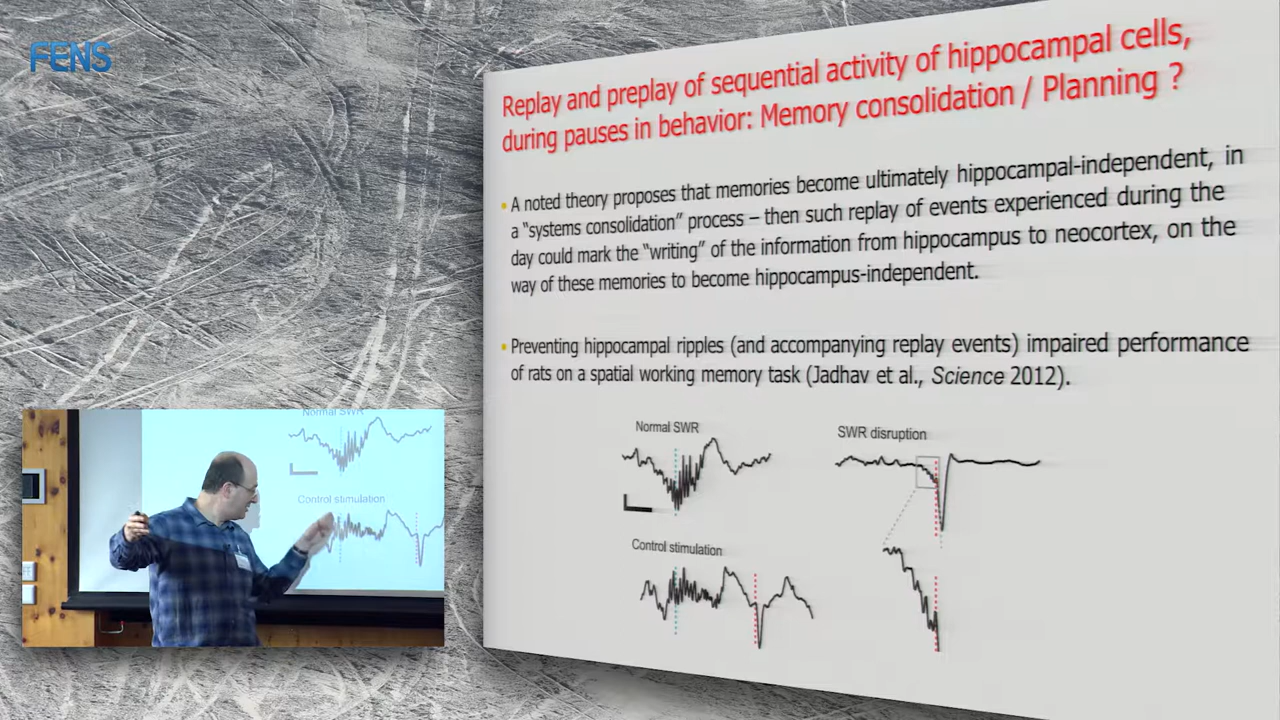 FENS
Replay and preplay of sequential activity of hippocampal cells,
during pauses in behavior: Memory consolidation / Planning ?
• A noted theory proposes that memories become ultimately hippocampal-independent, in
a “systems consolidation” process – then such replay of events experienced during the
day could mark the “writing” of the information from hippocampus to neocortex, on the
way of these memories to become hippocampus-independent.
• Preventing hippocampal ripples (and accompanying replay events) impaired performance
of rats on a spatial working memory task (Jadhav et al., Science 2012).
Normal SWR
SWR disruption
Control stimulation
Normal SWR
Control stimulation